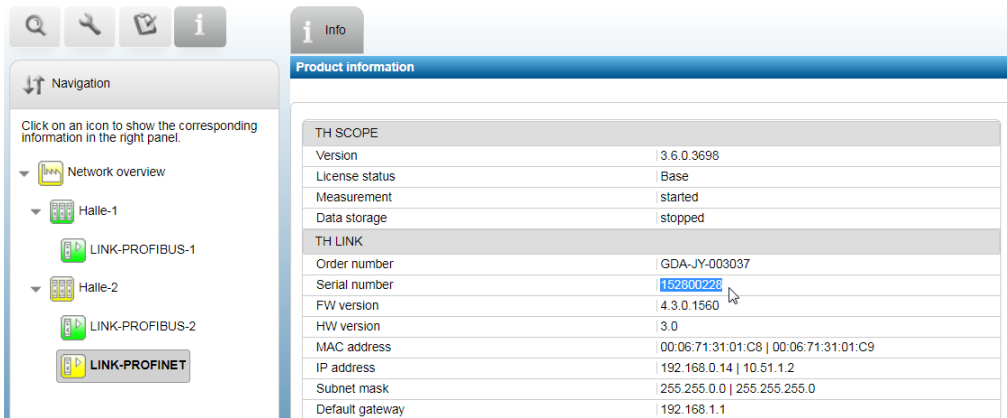 Info
Navigation
Click on an icon to show the corresponding
information in the right panel.
Network overview
Halle-1
LINK-PROFIBUS-1
Halle-2
LINK-PROFIBUS-2
LINK-PROFINET
Product information
TH SCOPE
Version 3.6.0.3698
License status Base
Measurement started
Data storage stopped
TH LINK
Order number GDA-JY-003037
Serial number 152800228
FW version 4.3.0.1560
HW version 3.0
MAC address 00:06:71:31:01:C8 | 00:06:71:31:01:C9
IP address 192.168.0.14 | 10.51.1.2
Subnet mask 255.255.0.0 | 255.255.255.0
Default gateway 192.168.1.1